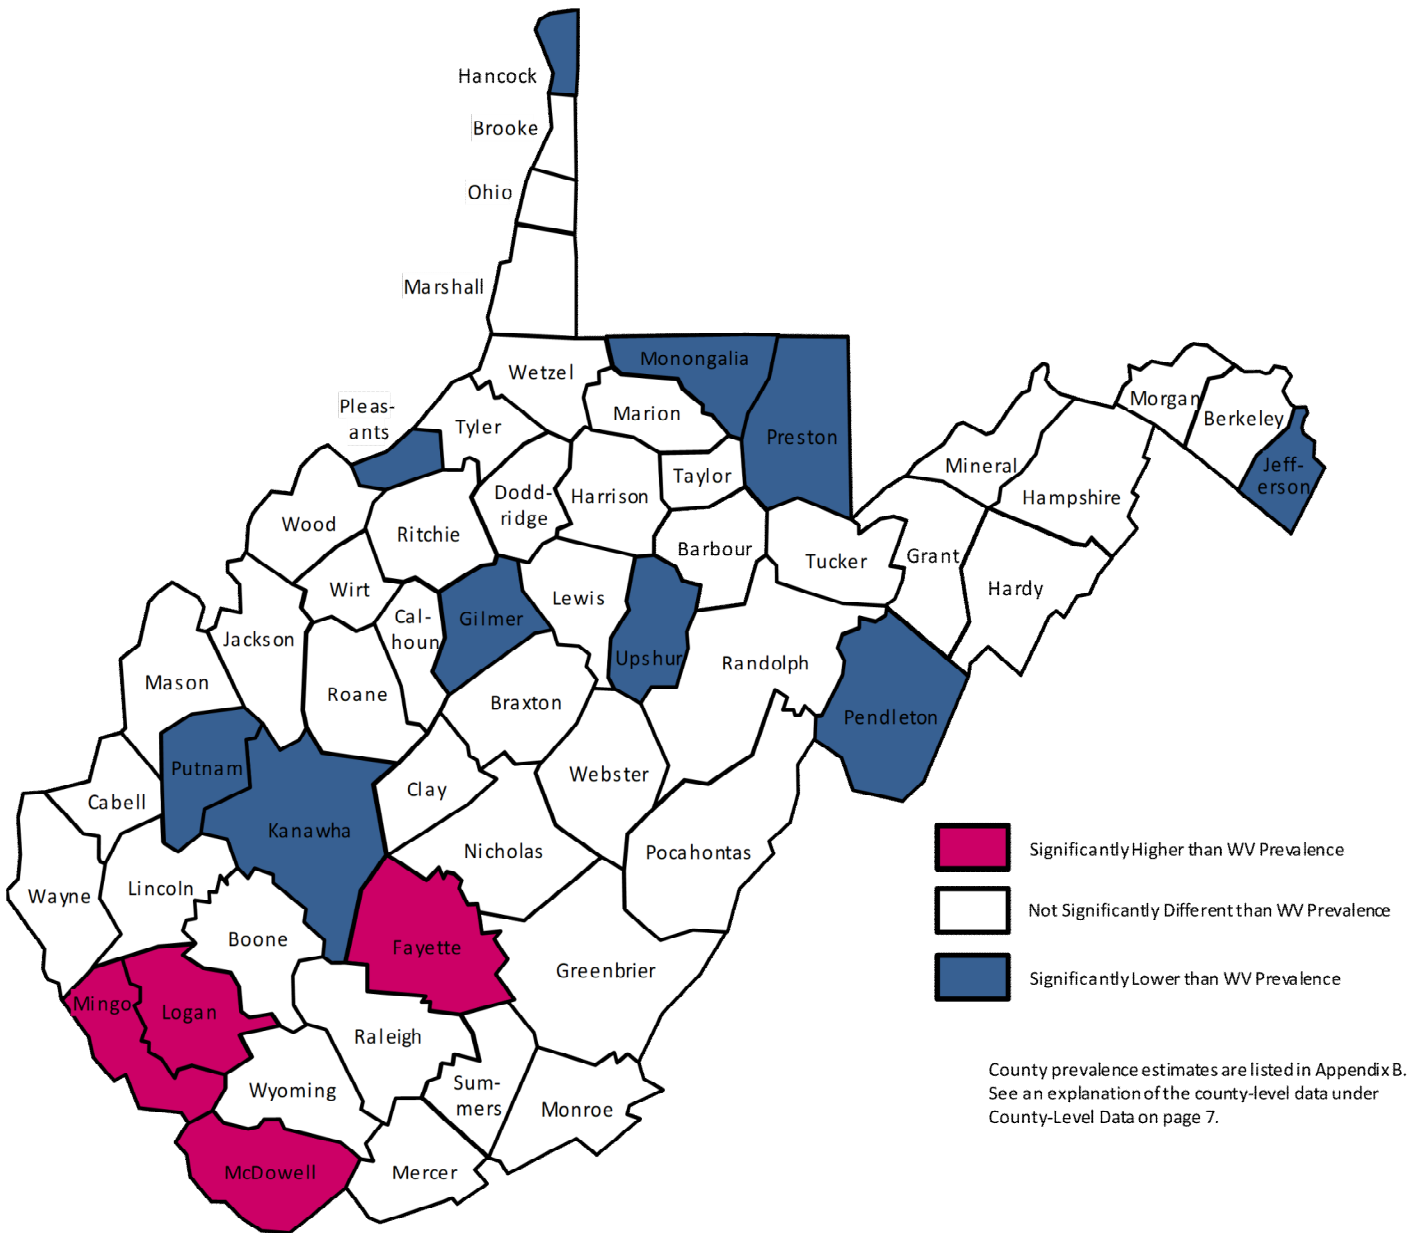 Hancock
Brooke
Ohio
Marshall
Wetzel
Monongalia
Marion
Preston
Pleas-
ants
Tyler
Morgan
Berkeley
Jeff-
erson
Mineral
Hampshire
Taylor
Dodd-
ridge
Harrison
Wood
Ritchie
Barbour
Tucker
Grant
Hardy
Wirt
Cal-
houn
Gilmer
Lewis
Jackson
Upshur
Randolph
Mason
Roane
Braxton
Pendleton
Putnam
Webster
Cabell
Clay
Kanawha
Nicholas
Pocahontas
Wayne
Lincoln
Boone
Fayette
Greenbrier
Mingo
Logan
Raleigh
Wyoming
Sum-
mers
Monroe
McDowell
Mercer
Significantly Higher than WV Prevalence
Not Significantly Different than WV Prevalence
Significantly Lower than WV Prevalence
County prevalence estimates are listed in Appendix B.
See an explanation of the county-level data under
County-Level Data on page 7.